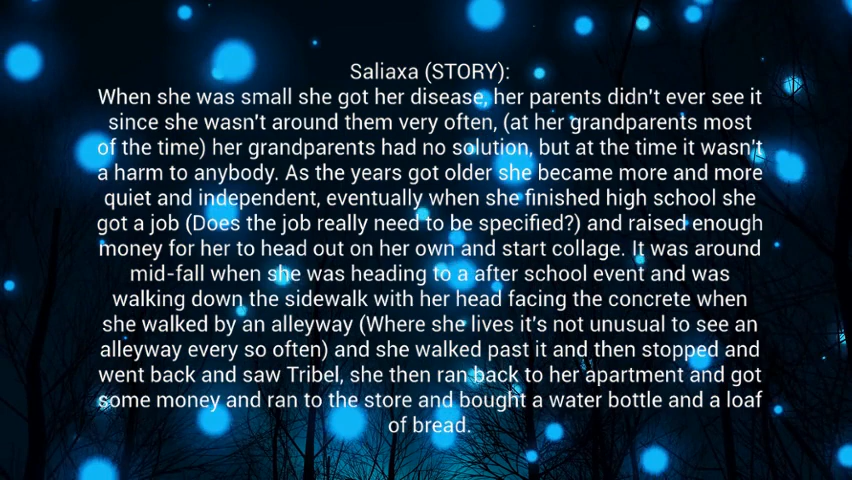 Saliaxa (STORY):
When she was small she got her disease, her parents didn't ever see it
since she wasn't around them very often, (at her grandparents most
of the time) her grandparents had no solution, but at the time it wasn't
a harm to anybody. As the years got older she became more and more
quiet and independent, eventually when she finished high school she
got a job (Does the job really need to be specified?) and raised enough
money for her to head out on her own and start collage. It was around
mid-fall when she was heading to a after school event and was
walking down the sidewalk with her head facing the concrete when
she walked by an alleyway (Where she lives it's not unusual to see an
alleyway every so often) and she walked past it and then stopped and
went back and saw Tribel, she then ran back to her apartment and got
some money and ran to the store and bought a water bottle and a loaf
of bread.